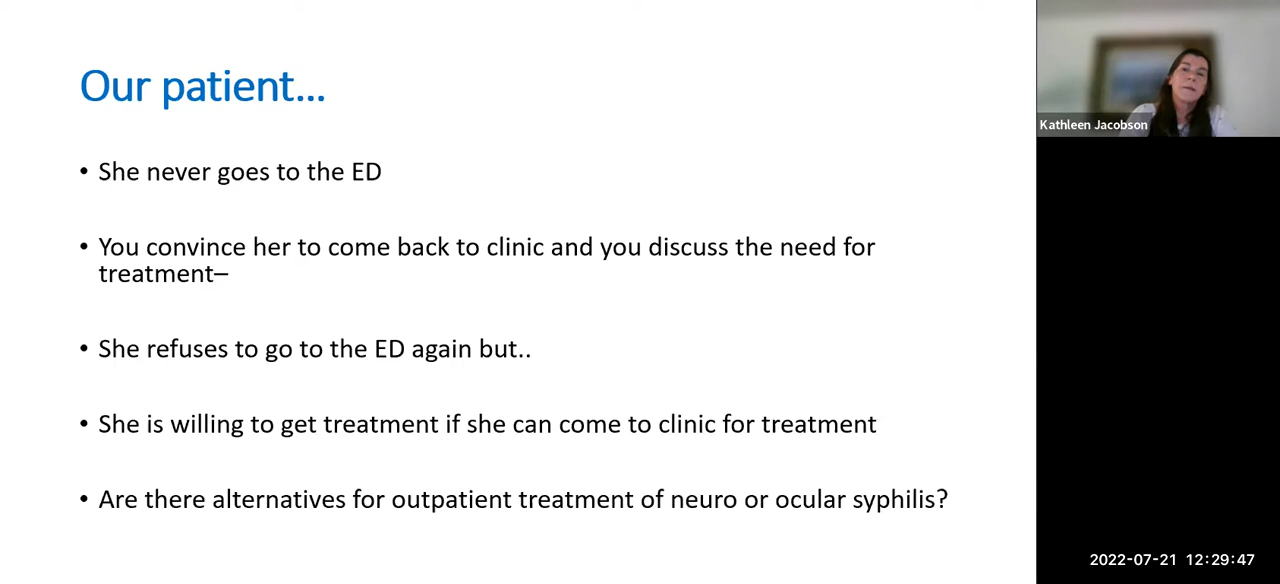 Our patient...
• She never goes to the ED
• You convince her to come back to clinic and you discuss the need for
treatment–
• She refuses to go to the ED again but..
• She is willing to get treatment if she can come to clinic for treatment
• Are there alternatives for outpatient treatment of neuro or ocular syphilis?
Kathleen Jacobson
2022-07-21 12:29:47